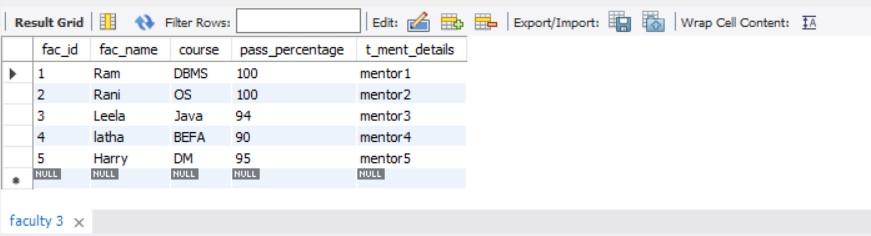 Result Grid Filter Rows: Edit: Export/Import: Wrap Cell Content: IA
fac_id fac_name course pass_percentage t_ment_details
1 Ram DBMS 100 mentor1
2 Rani OS 100 mentor2
3 Leela Java 94 mentor3
4 latha BEFA 90 mentor4
5 Harry DM 95 mentor5
NULL NULL NULL NULL NULL
faculty 3